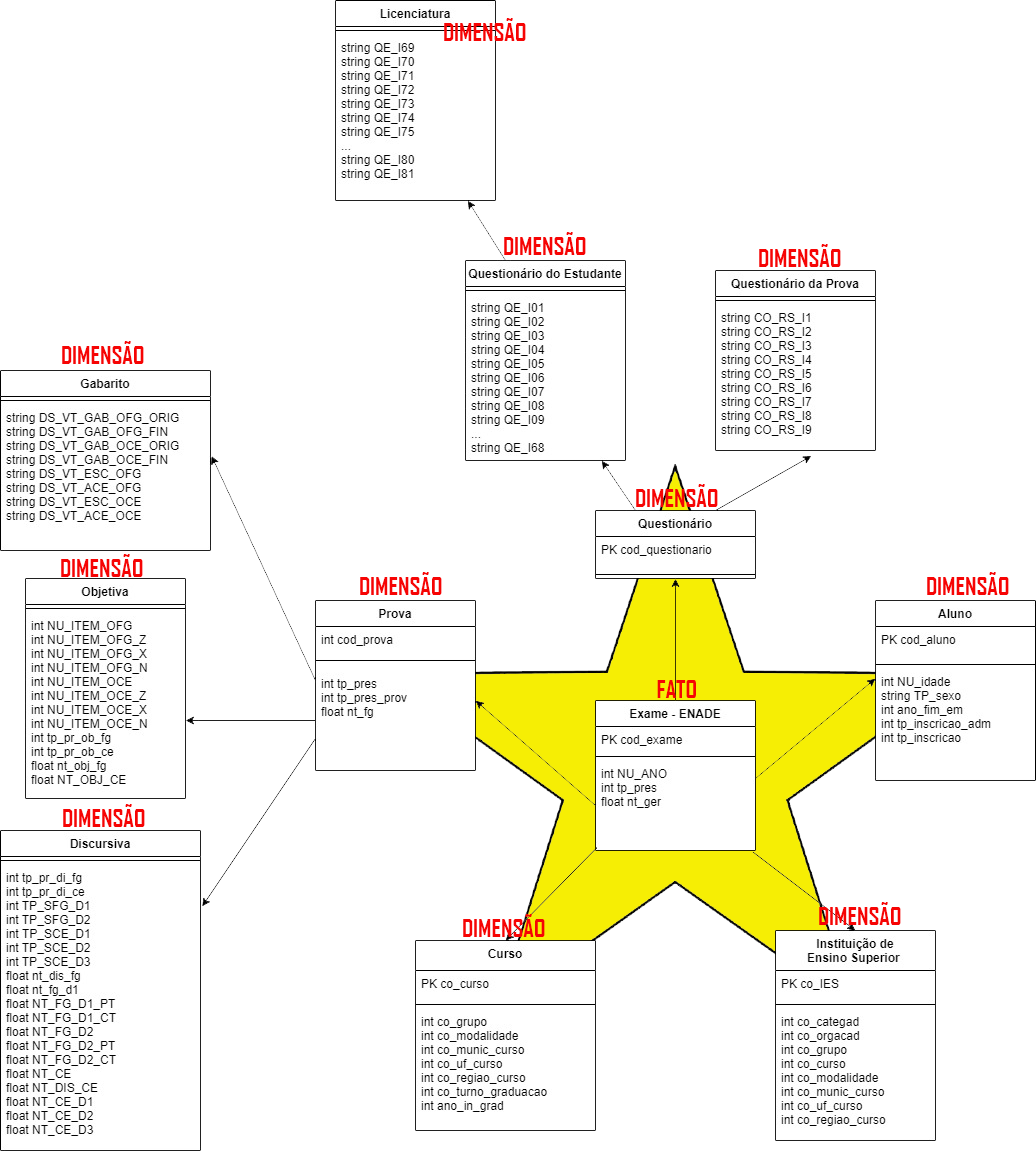 Licenciatura
DIMENSÃO
string QE_I69
string QE_I70
string QE_I71
string QE_I72
string QE_I73
string QE_I74
string QE_I75
...
string QE_I80
string QE_I81
DIMENSÃO
Questionário do Estudante
string QE_I01
string QE_I02
string QE_I03
string QE_I04
string QE_I05
string QE_I06
string QE_I07
string QE_I08
string QE_I09
...
string QE_I68
DIMENSÃO
Questionário da Prova
string CO_RS_I1
string CO_RS_I2
string CO_RS_I3
string CO_RS_I4
string CO_RS_I5
string CO_RS_I6
string CO_RS_I7
string CO_RS_I8
string CO_RS_I9
DIMENSÃO
Gabarito
string DS_VT_GAB_OFG_ORIG
string DS_VT_GAB_OFG_FIN
string DS_VT_GAB_OCE_ORIG
string DS_VT_GAB_OCE_FIN
string DS_VT_ESC_OFG
string DS_VT_ACE_OFG
string DS_VT_ESC_OCE
string DS_VT_ACE_OCE
DIMENSÃO
Questionário
PK cod_questionario
DIMENSÃO
Objetiva
int NU_ITEM_OFG
int NU_ITEM_OFG_Z
int NU_ITEM_OFG_X
int NU_ITEM_OFG_N
int NU_ITEM_OCE
int NU_ITEM_OCE_Z
int NU_ITEM_OCE_X
int NU_ITEM_OCE_N
int tp_pr_ob_fg
int tp_pr_ob_ce
float nt_obj_fg
float NT_OBJ_CE
DIMENSÃO
Prova
int cod_prova
int tp_pres
int tp_pres_prov
float nt_fg
DIMENSÃO
Aluno
PK cod_aluno
int NU_idade
string TP_sexo
int ano_fim_em
int tp_inscricao_adm
int tp_inscricao
FATO
Exame - ENADE
PK cod_exame
int NU_ANO
int tp_pres
float nt_ger
DIMENSÃO
Discursiva
int tp_pr_di_fg
int tp_pr_di_ce
int TP_SFG_D1
int TP_SFG_D2
int TP_SCE_D1
int TP_SCE_D2
int TP_SCE_D3
float nt_dis_fg
float nt_fg_d1
float NT_FG_D1_PT
float NT_FG_D1_CT
float NT_FG_D2
float NT_FG_D2_PT
float NT_FG_D2_CT
float NT_CE
float NT_DIS_CE
float NT_CE_D1
float NT_CE_D2
float NT_CE_D3
DIMENSÃO
Curso
PK co_curso
int co_grupo
int co_modalidade
int co_munic_curso
int co_uf_curso
int co_regiao_curso
int co_turno_graduacao
int ano_in_grad
DIMENSÃO
Instituição de
Ensino Superior
PK co_IES
int co_categad
int co_orgacad
int co_grupo
int co_curso
int co_modalidade
int co_munic_curso
int co_uf_curso
int co_regiao_curso